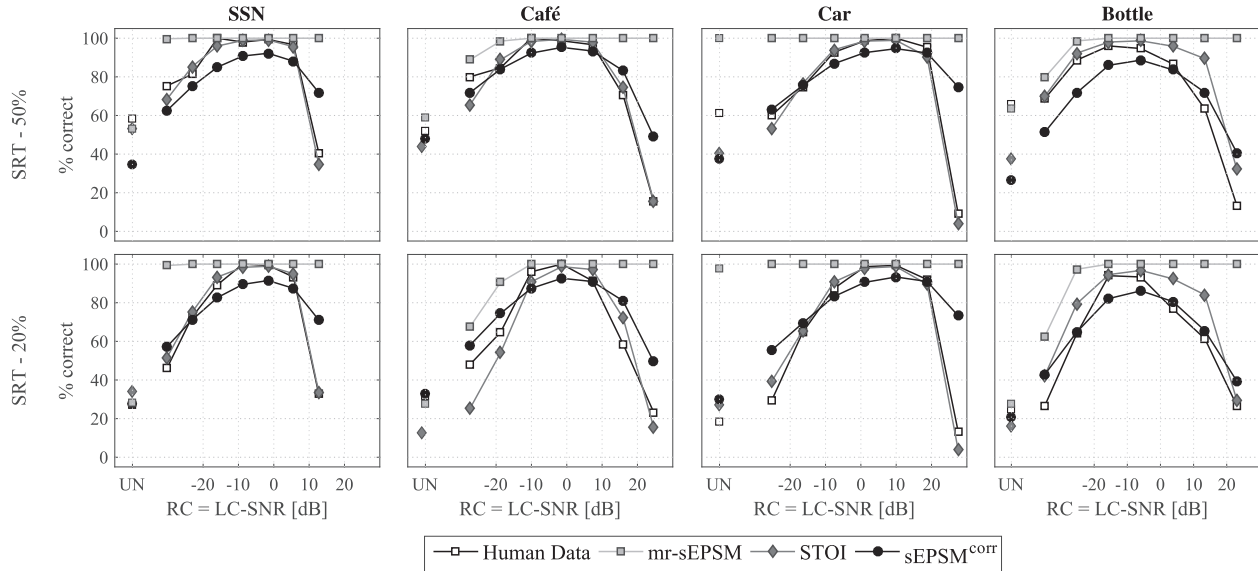 SSN Café Car Bottle
SRT - 50%
% correct
100
80
60
40
20
0
SRT - 20%
% correct
100
80
60
40
20
0
UN -20 -10 0 10 20 UN -20 -10 0 10 20 UN -20 -10 0 10 20 UN -20 -10 0 10 20
RC = LC-SNR [dB] RC = LC-SNR [dB] RC = LC-SNR [dB] RC = LC-SNR [dB]
Human Data mr-sEPSM STOI sEPSM^corr